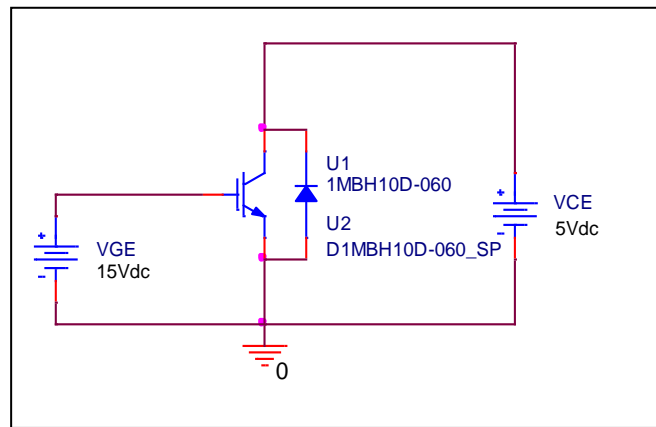 U1
1MBH10D-060
U2
D1MBH10D-060_SP
+
VGE
15Vdc
-
+
VCE
5Vdc
-
0